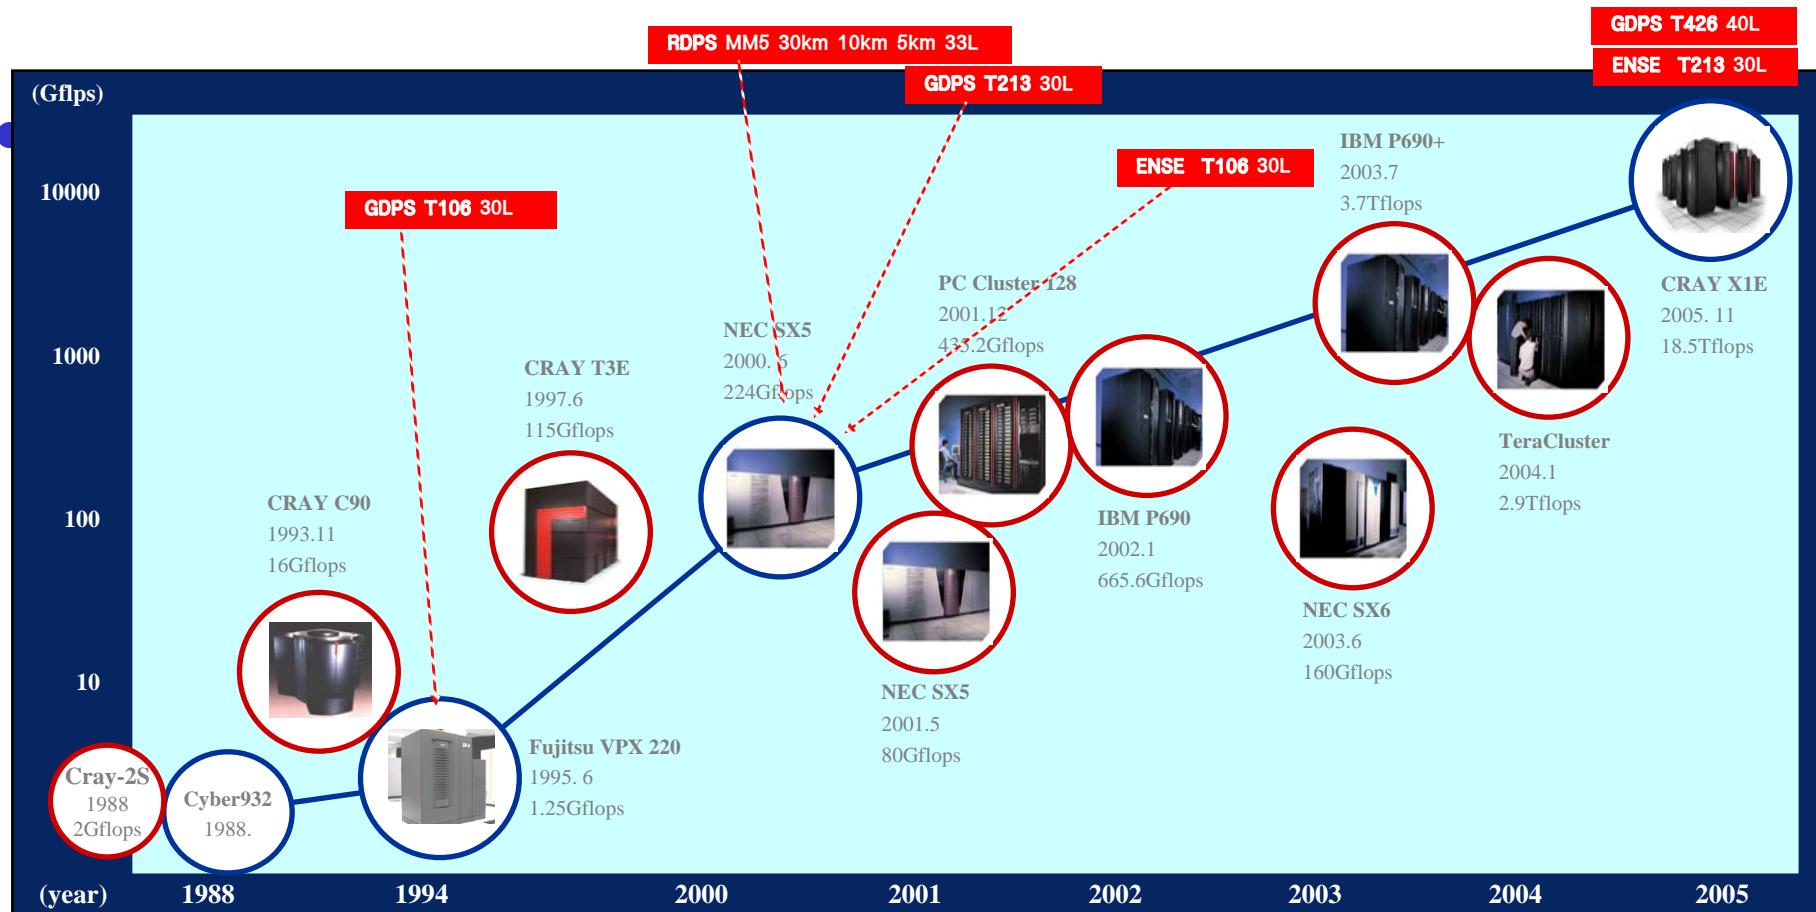 GDPS T426 40L
RDPS MM5 30km 10km 5km 33L
ENSE T213 30L
GDPS T213 30L
(Gflps)
IBM P690+
2003.7
3.7Tflops
ENSE T106 30L
10000
GDPS T106 30L
PC Cluster 128
2001.12
435.2Gflops
CRAY X1E
2005. 11
18.5Tflops
NEC SX5
2000. 6
224Gflops
1000
CRAY T3E
1997.6
115Gflops
TeraCluster
2004.1
2.9Tflops
CRAY C90
1993.11
16Gflops
100
IBM P690
2002.1
665.6Gflops
NEC SX6
2003.6
160Gflops
10
NEC SX5
2001.5
80Gflops
Fujitsu VPX 220
1995. 6
1.25Gflops
Cray-2S
1988
2Gflops
Cyber932
1988.
(year) 1988 1994 2000 2001 2002 2003 2004 2005